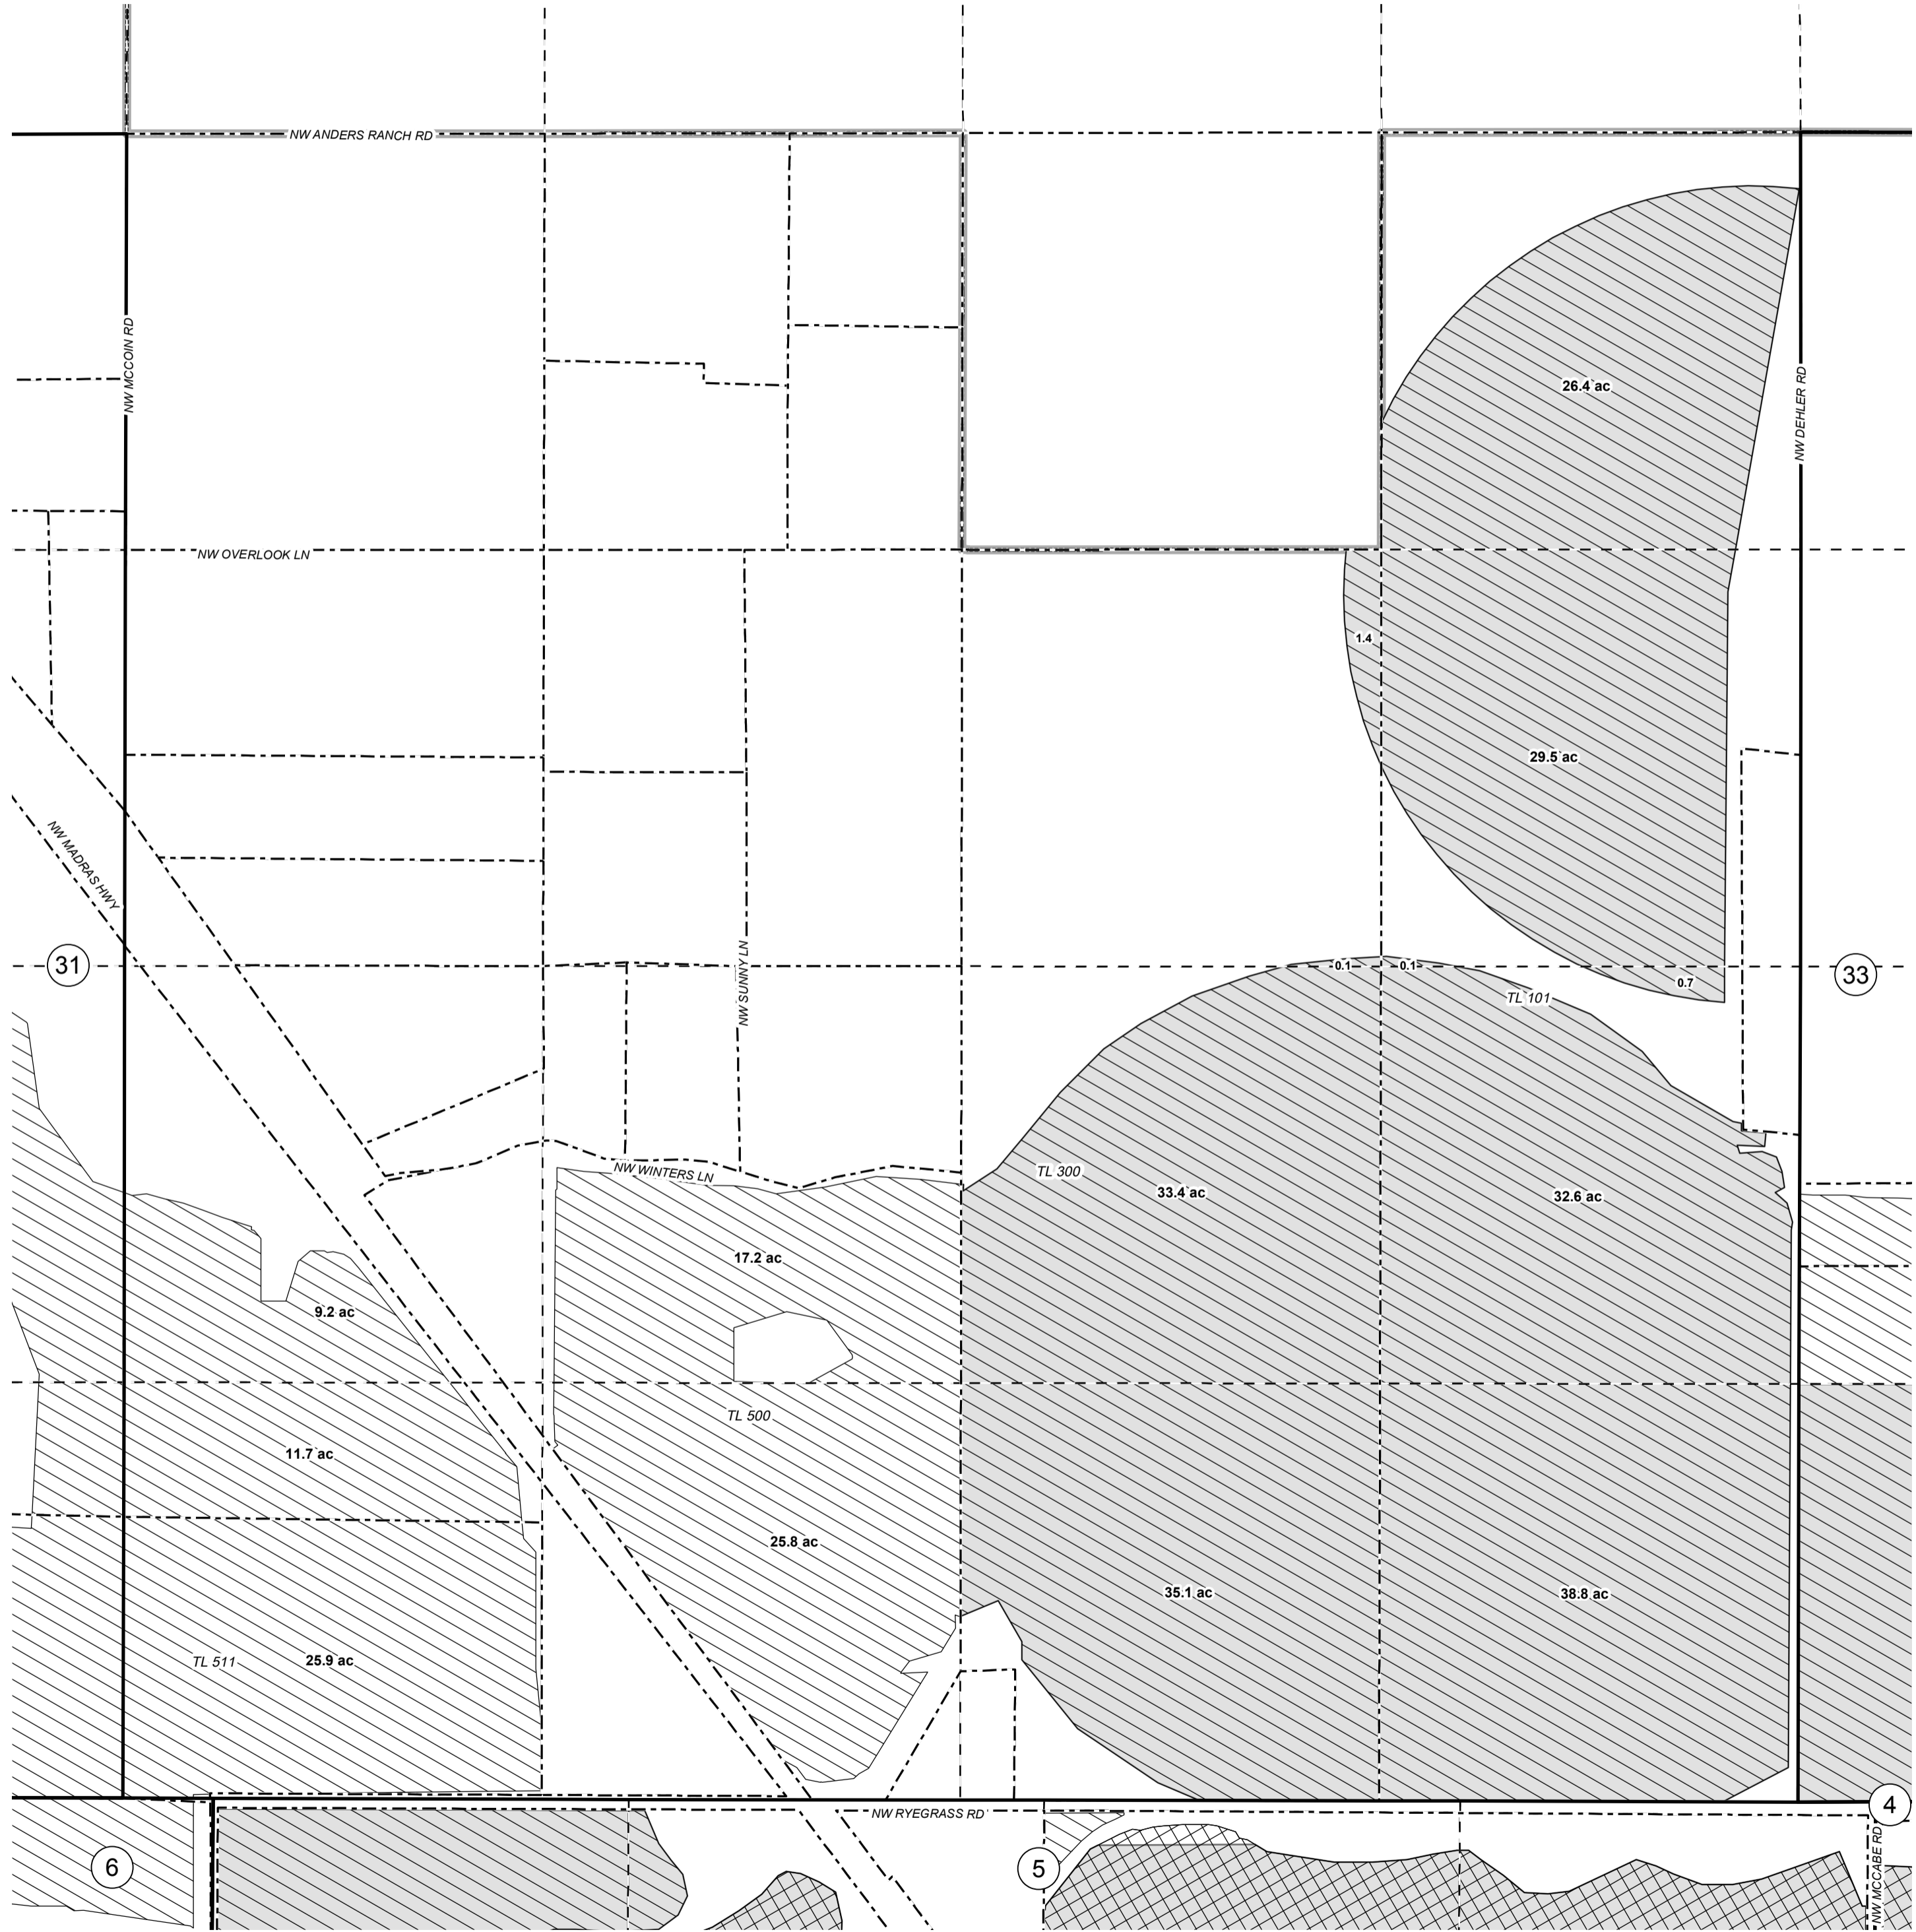 NW ANDERS RANCH RD
NW MCCOIN RD
26.4 ac
NW DEHLER RD
NW OVERLOOK LN
1.4
29.5 ac
NW MADRAS HWY
31
NW SUNNY LN
0.1
0.1
0.7
33
TL 101
NW WINTERS LN
TL 300
33.4 ac
32.6 ac
17.2 ac
9.2 ac
TL 500
11.7 ac
25.8 ac
35.1 ac
38.8 ac
TL 511
25.9 ac
NW RYEGRASS RD
4
6
5
NW MCCABE RD